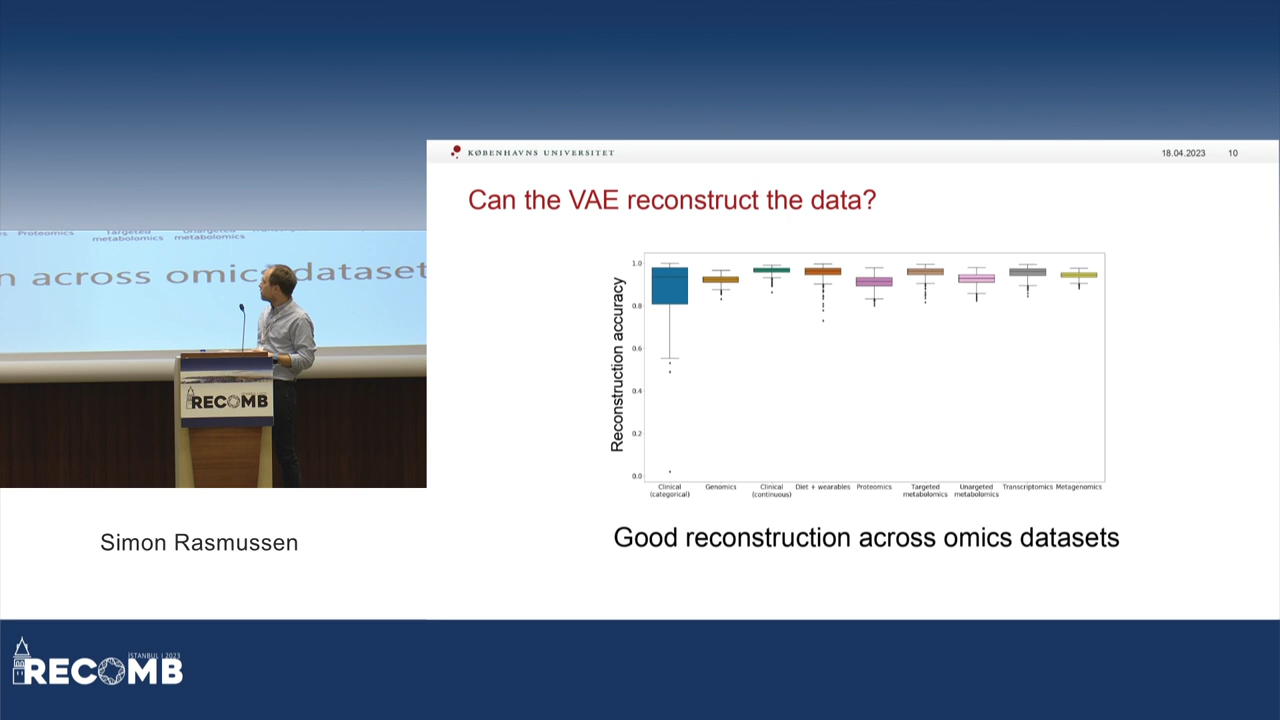 KØBENHAVNS UNIVERSITET
18.04.2023 10
Can the VAE reconstruct the data?
Reconstruction accuracy
1.0
0.8
0.6
0.4
0.2
0.0
Clinical (categorical)
Genomics
Clinical (continuous)
Diet + wearables
Proteomics
Targeted metabolomics
Unargeted metabolomics
Transcriptomics
Metagenomics
Good reconstruction across omics datasets
Proteomics
Targeted metabolomics
metabolomics
n across omics dataset
RECOMB
Simon Rasmussen
İSTANBUL | 2023
RECOMB